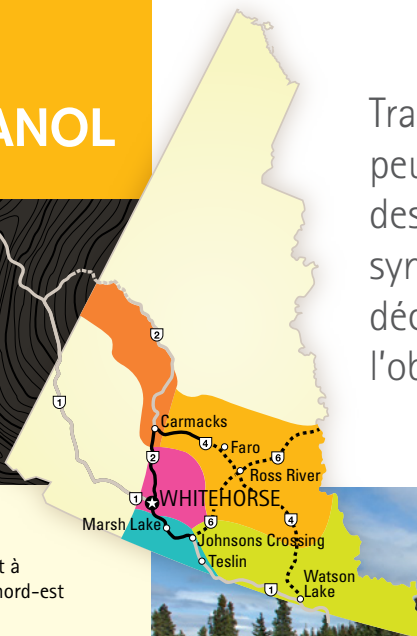 ANOL
Tra
peu
des
déc
l'ob
2
1
Carmacks
4
Faro
6
2
Ross River
1
WHITEHORSE
6
4
Marsh Lake
Johnsons Crossing
Teslin
1
Watson
Lake
t à
nord-est